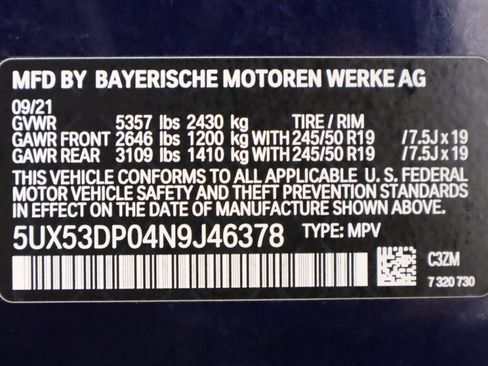 MFD BY BAYERISCHE MOTOREN WERKE AG
09/21
GVWR 5357 lbs 2430 kg TIRE / RIM
GAWR FRONT 2646 lbs 1200 kg WITH 245/50 R19 /7.5J x 19
GAWR REAR 3109 lbs 1410 kg WITH 245/50 R19 /7.5J x 19
THIS VEHICLE CONFORMS TO ALL APPLICABLE U. S. FEDERAL
MOTOR VEHICLE SAFETY AND THEFT PREVENTION STANDARDS
IN EFFECT ON THE DATE OF MANUFACTURE SHOWN ABOVE.
5UX53DP04N9J46378 TYPE: MPV
C3ZM
7 320 730